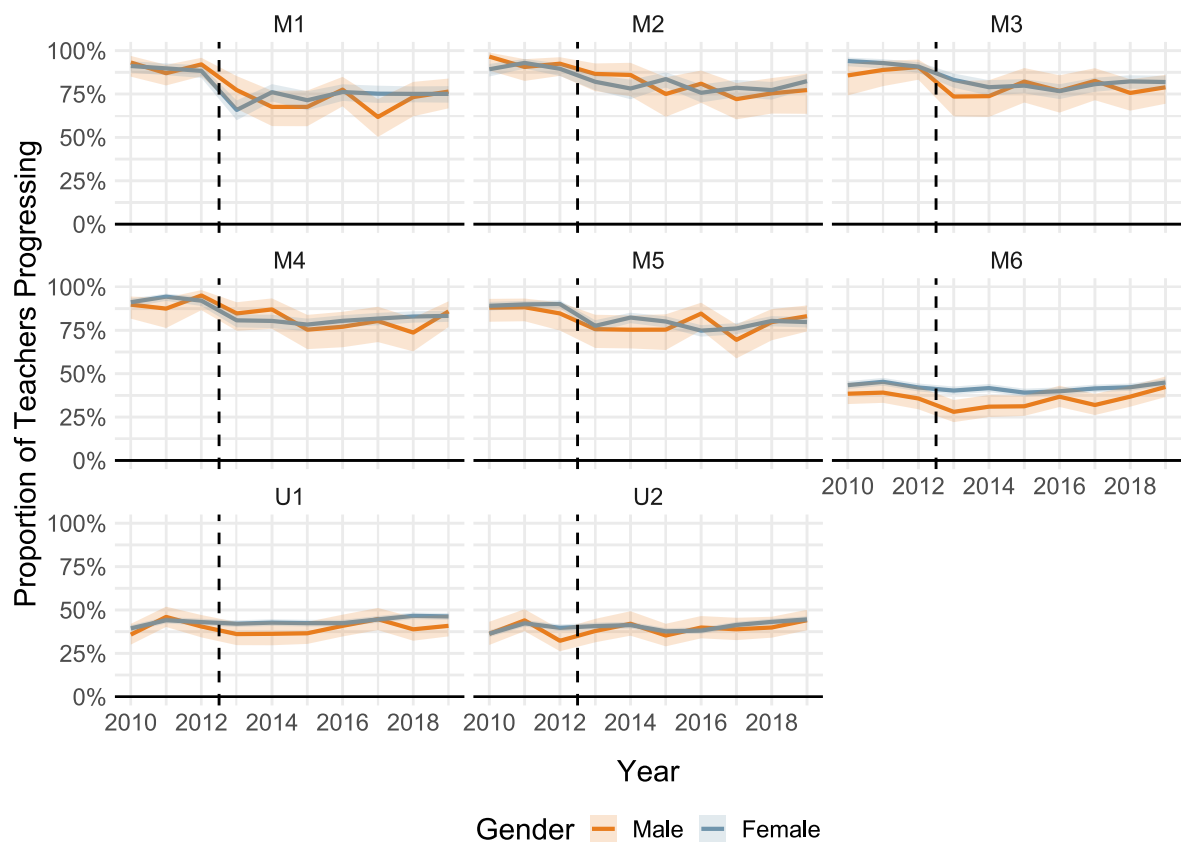 M1 M2 M3
100%
75%
50%
25%
0%
M4 M5 M6
100%
75%
50%
25%
0%
2010 2012 2014 2016 2018
U1 U2
100%
75%
50%
25%
0%
2010 2012 2014 2016 2018 2010 2012 2014 2016 2018
Proportion of Teachers Progressing
Year
Gender Male Female